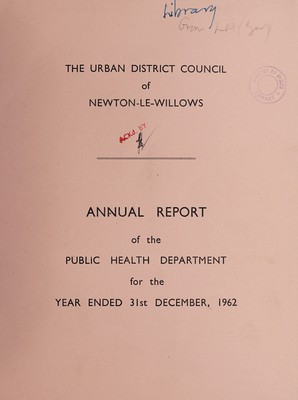 Library
THE URBAN DISTRICT COUNCIL
of
NEWTON-LE-WILLOWS
ANNUAL REPORT
of the
PUBLIC HEALTH DEPARTMENT
for the
YEAR ENDED 31st DECEMBER, 1962